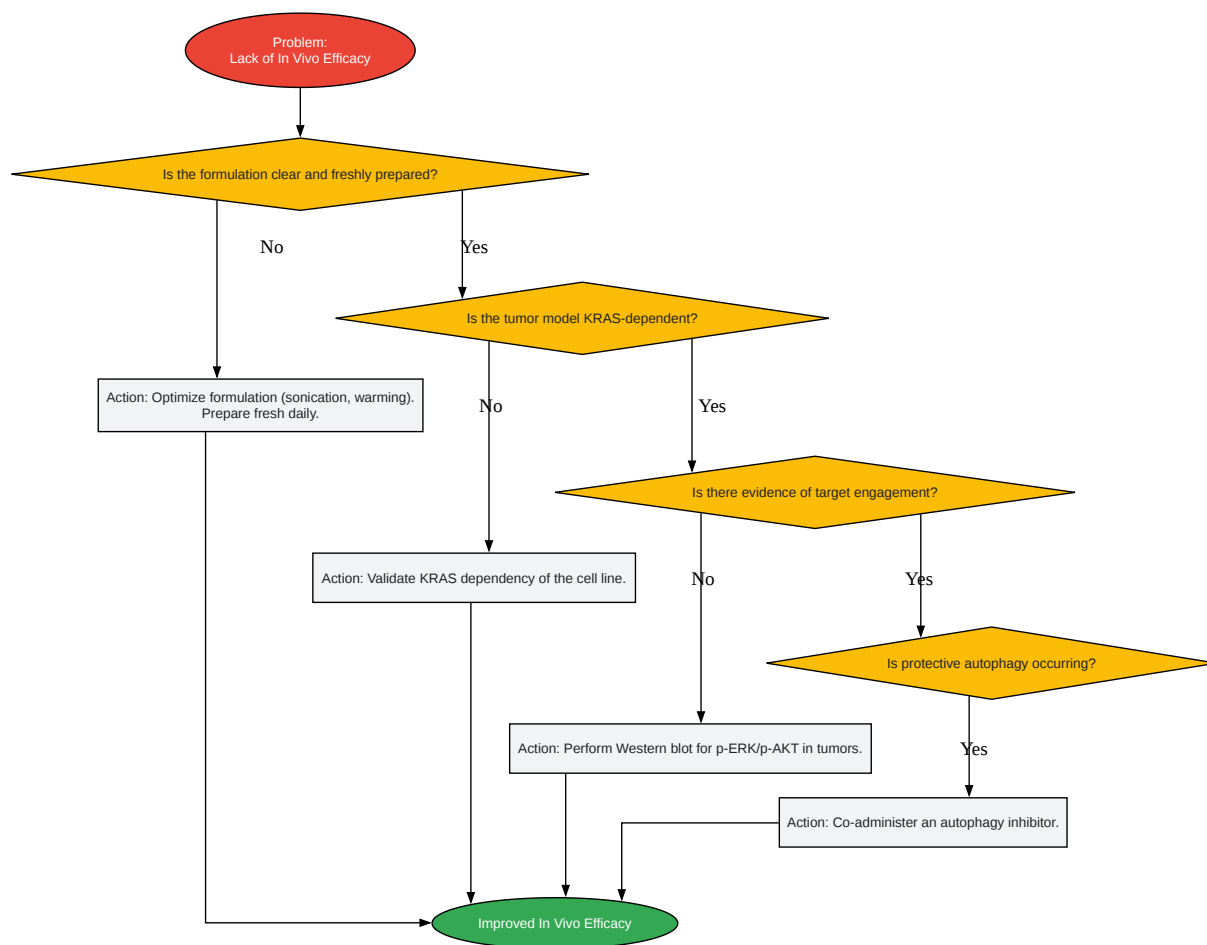 Problem:
Lack of In Vivo Efficacy
Is the formulation clear and freshly prepared?
No
Yes
Is the tumor model KRAS-dependent?
Action: Optimize formulation (sonication, warming).
Prepare fresh daily.
No
Yes
Is there evidence of target engagement?
Action: Validate KRAS dependency of the cell line.
No
Yes
Is protective autophagy occurring?
Action: Perform Western blot for p-ERK/p-AKT in tumors.
Yes
Action: Co-administer an autophagy inhibitor.
Improved In Vivo Efficacy